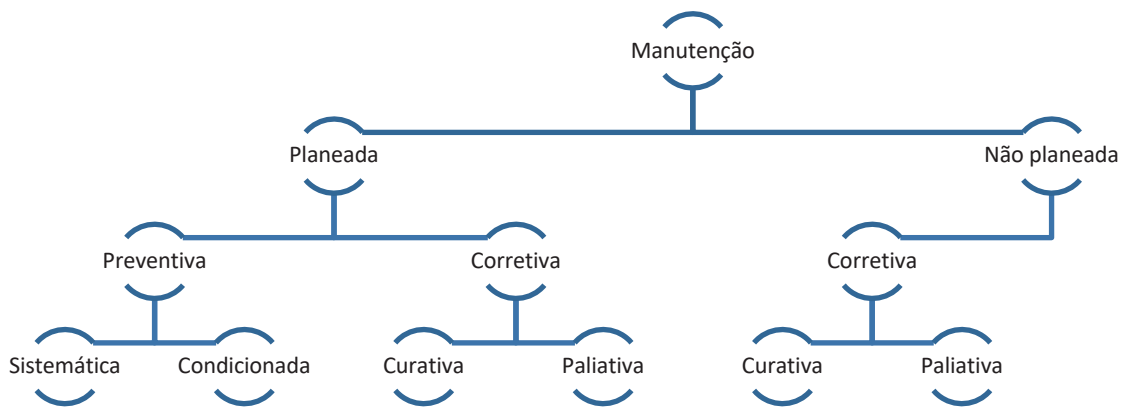 Manutenção
Planeada
Não planeada
Preventiva
Corretiva
Corretiva
Sistemática
Condicionada
Curativa
Paliativa
Curativa
Paliativa